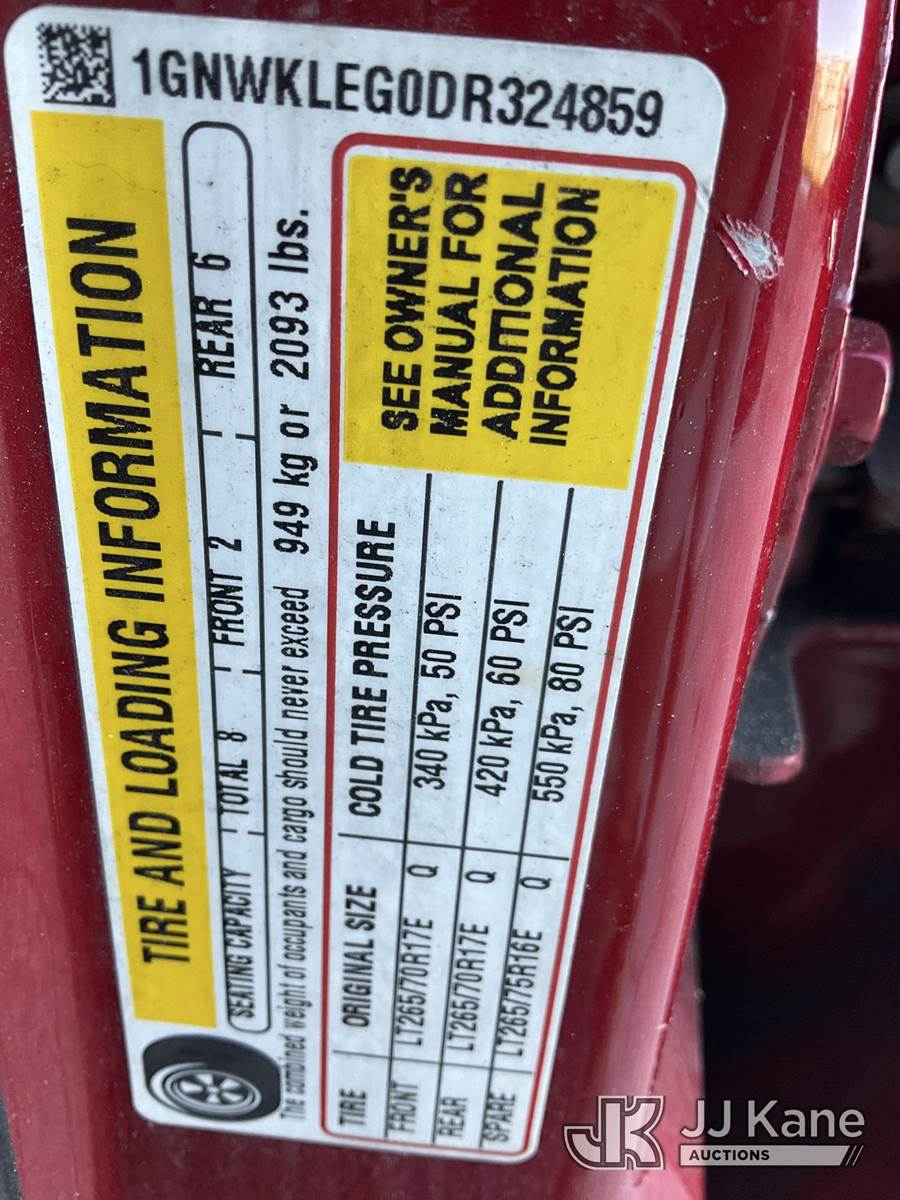 1GNWKLEG0DR324859
TIRE AND LOADING INFORMATION
SEATING CAPACITY TOTAL 8 FRONT 2 REAR 6
The combined weight of occupants and cargo should never exceed 949 kg or 2093 lbs.
TIRE ORIGINAL SIZE COLD TIRE PRESSURE
FRONT LT265/70R17E Q 340 kPa, 50 PSI
REAR LT265/70R17E Q 420 kPa, 60 PSI
SPARE LT265/75R16E Q 550 kPa, 80 PSI
SEE OWNER'S
MANUAL FOR
ADDITIONAL
INFORMATION
JK JJ Kane
AUCTIONS